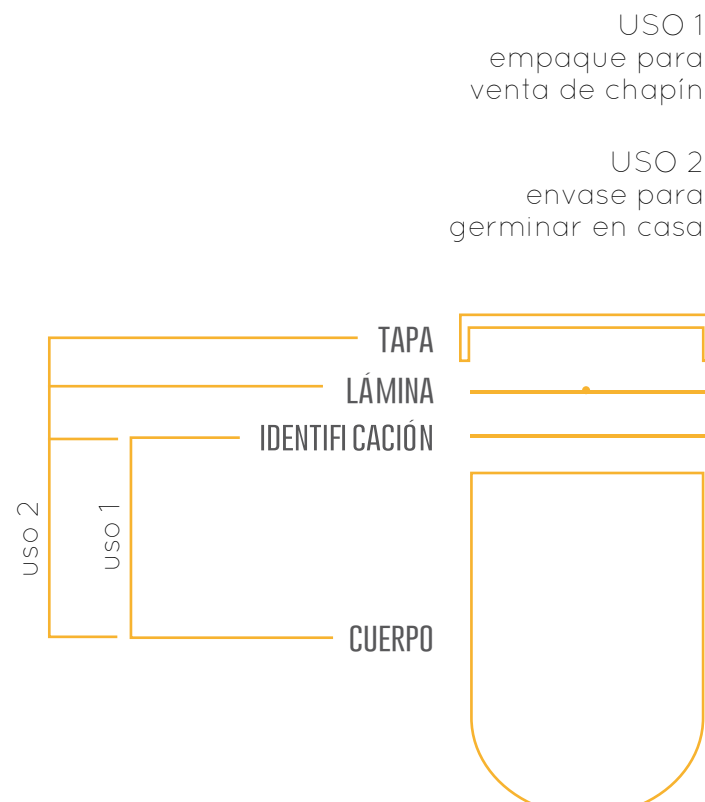 USO 1
empaque para
venta de chapín
USO 2
envase para
germinar en casa
TAPA
LÁMINA
IDENTIFI CACIÓN
uso 2
uso 1
CUERPO